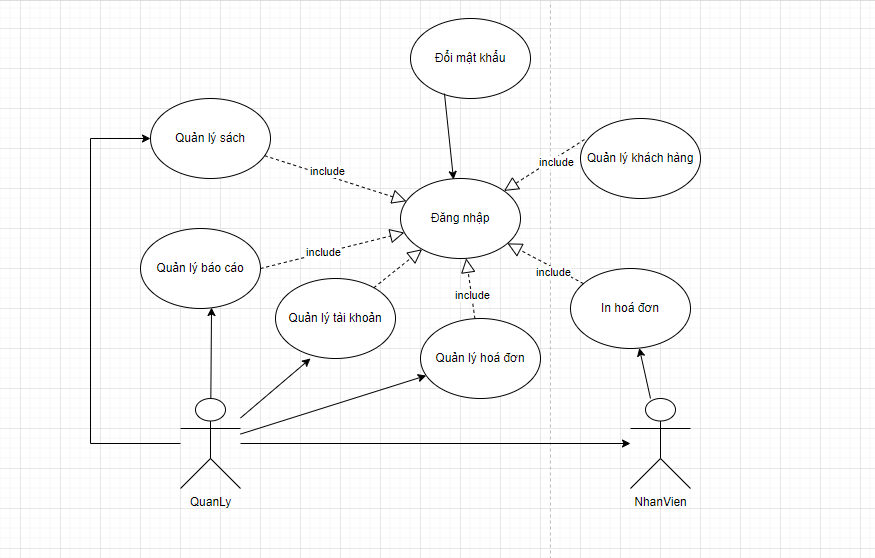 Đổi mật khẩu
Quản lý sách
include
include
Quản lý khách hàng
Đăng nhập
include
Quản lý báo cáo
include
include
Quản lý tài khoản
In hoá đơn
Quản lý hoá đơn
QuanLy
NhanVien